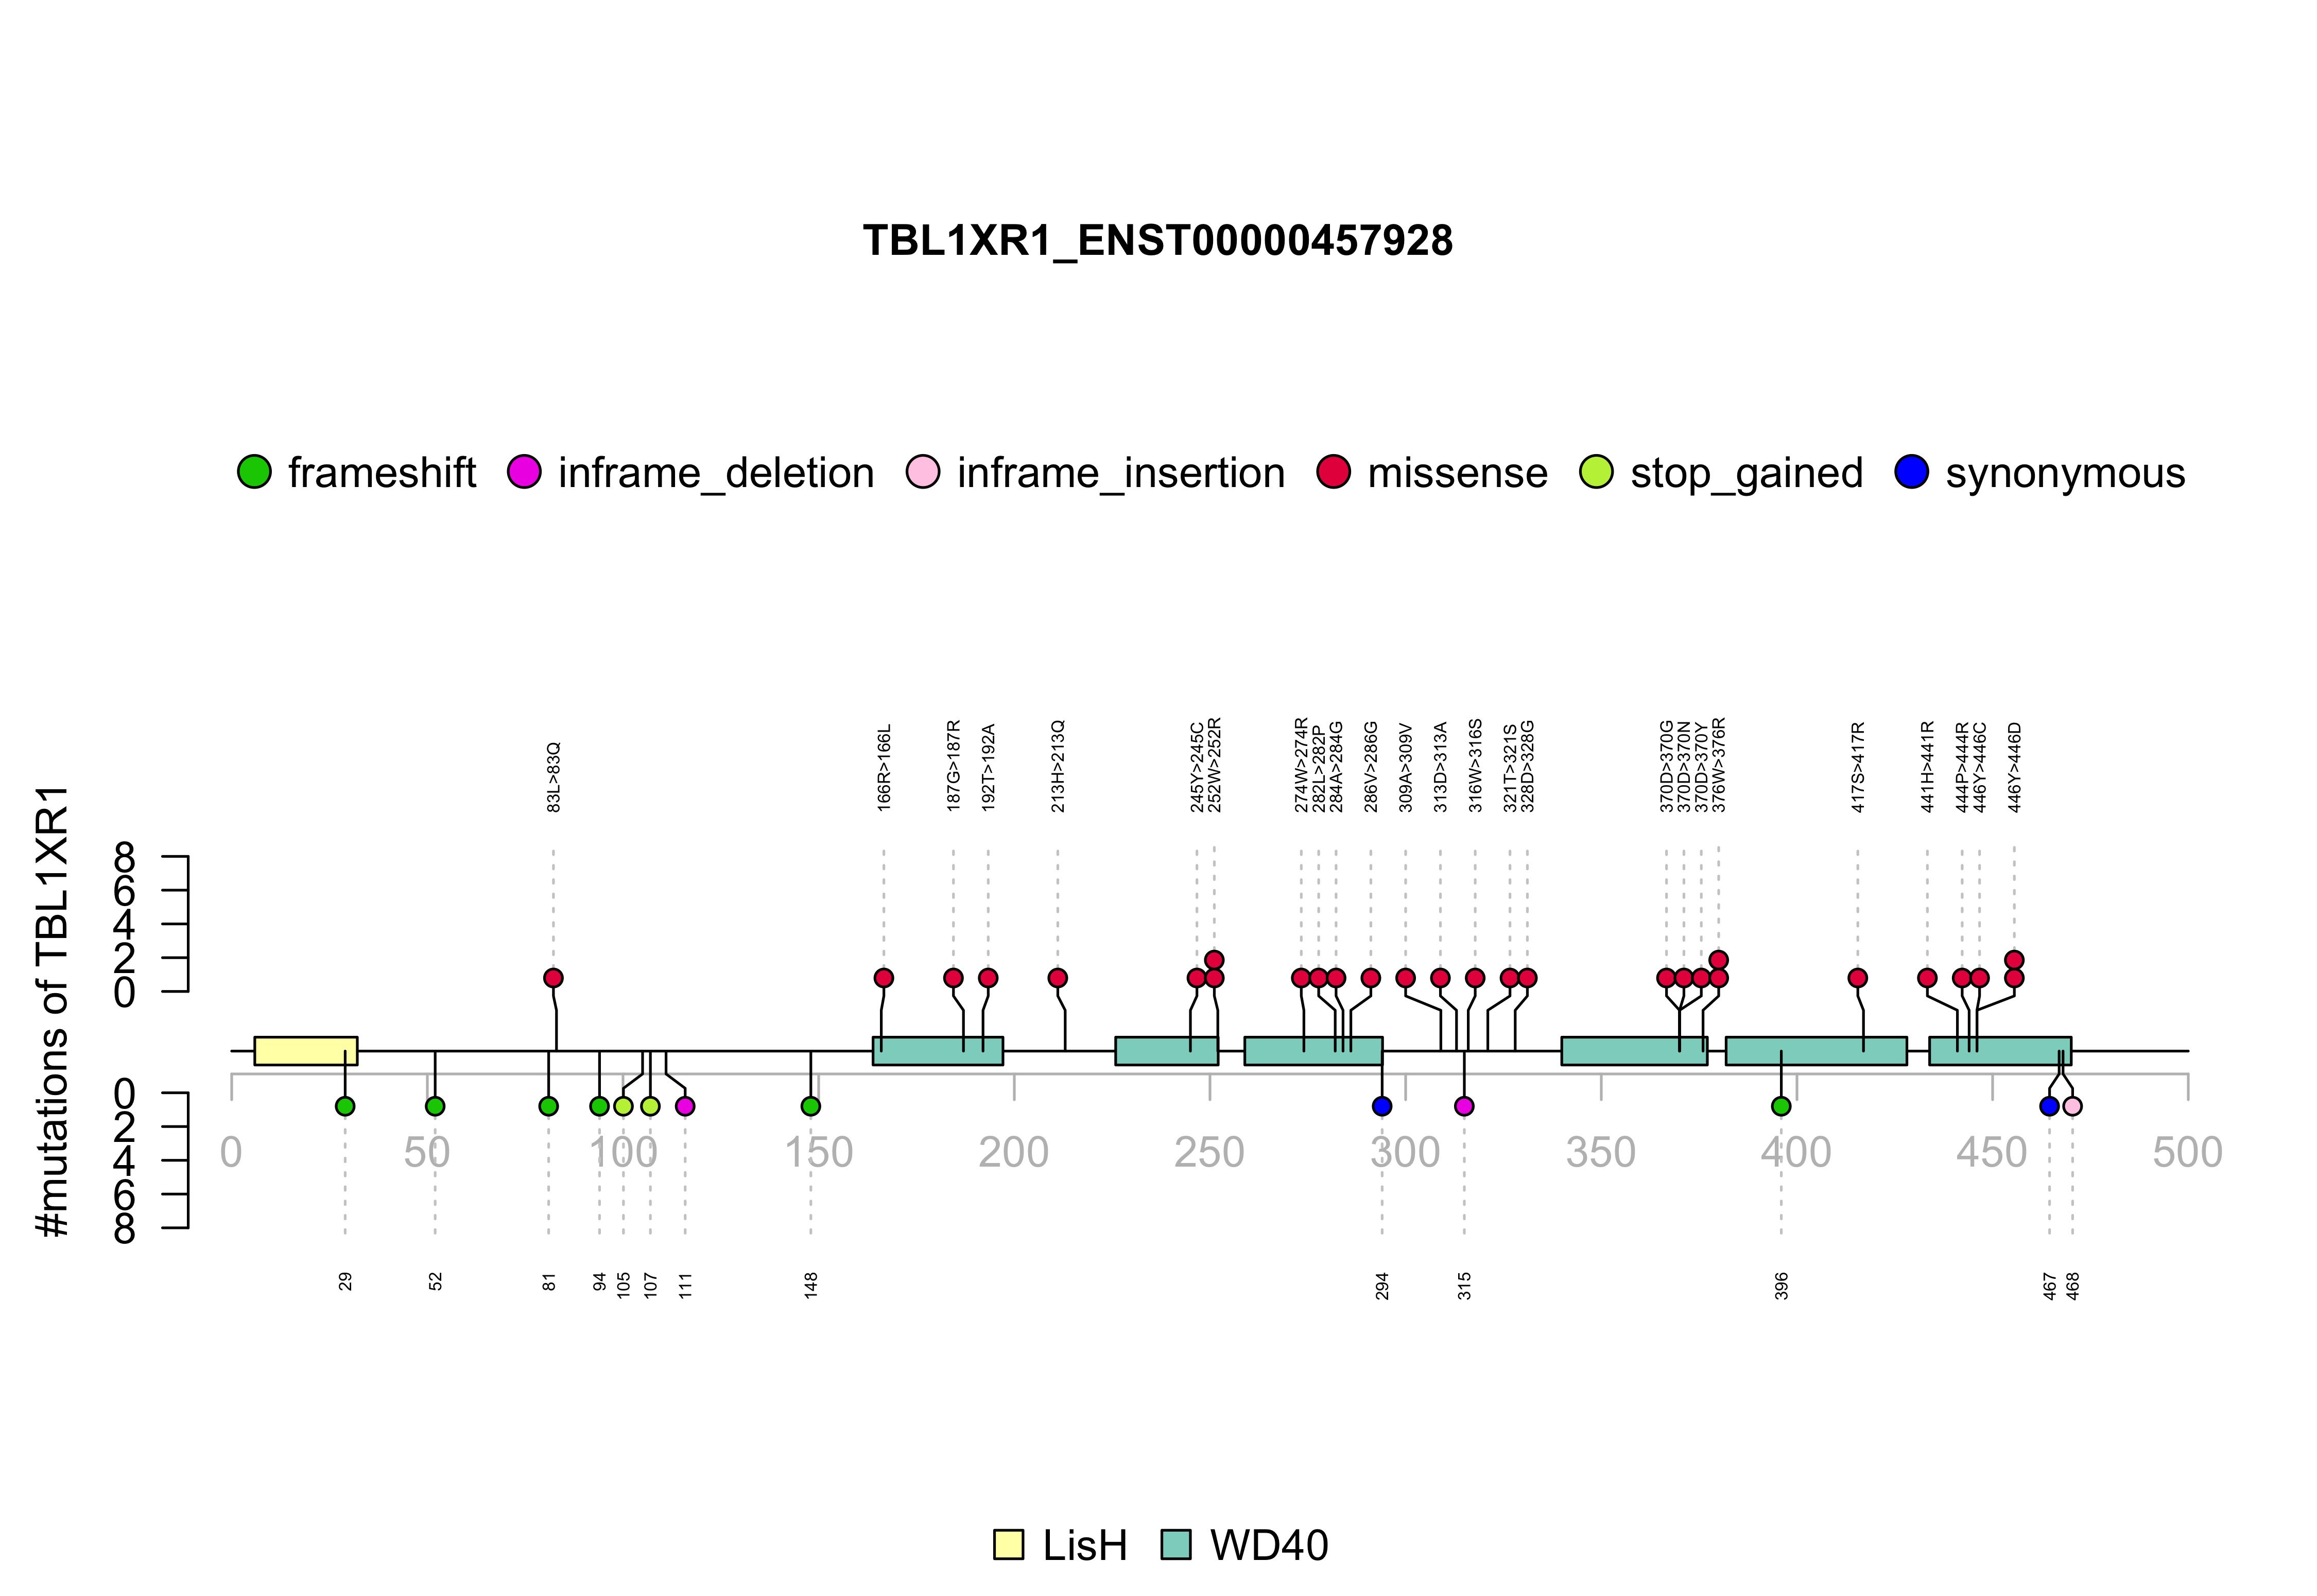 TBL1XR1_ENST00000457928
frameshift inframe_deletion inframe_insertion missense stop_gained synonymous
#mutations of TBL1XR1
83L>83Q
166R>166L
187G>187R
192T>192A
213H>213Q
245Y>245C
252W>252R
274W>274R
282L>282P
284A>284G
286V>286G
309A>309V
313D>313A
316W>316S
321T>321S
328D>328G
370D>370G
370D>370N
370D>370Y
376W>376R
417S>417R
441H>441R
444P>444R
446Y>446C
446Y>446D
8
6
4
2
0
0
2
4
6
8
0 50 100 150 200 250 300 350 400 450 500
29
52
81
94
105
107
111
148
294
315
396
467
468
LisH WD40